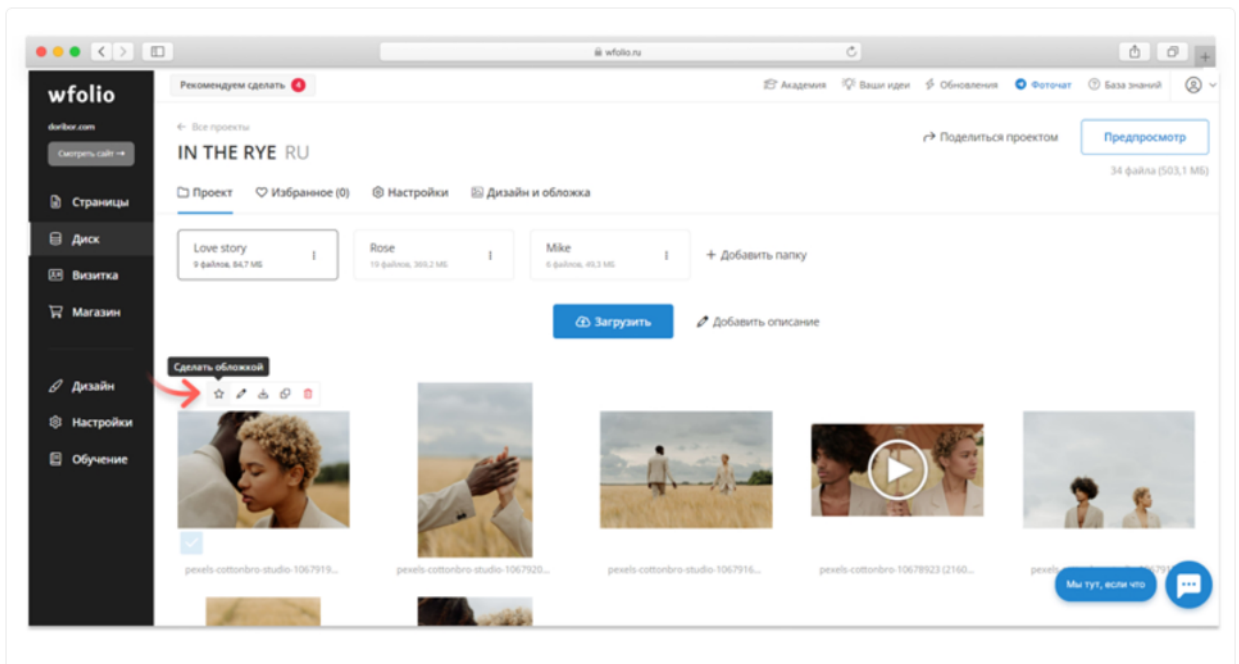 wfolio.ru
wfolio
Рекомендуем сделать 4
Академия
Ваши идеи
Обновления
Фоточат
База знаний
doribor.com
Смотреть сайт →
← Все проекты
IN THE RYE RU
Поделиться проектом
Предпросмотр
34 файла (503,1 МБ)
Страницы
Диск
Визитка
Магазин
Дизайн
Настройки
Обучение
Проект
Избранное (0)
Настройки
Дизайн и обложка
Love story
9 файлов, 84,7 МБ
Rose
19 файлов, 369,2 МБ
Mike
6 файлов, 49,3 МБ
+ Добавить папку
Загрузить
Добавить описание
Сделать обложкой
pexels-cottonbro-studio-1067919...
pexels-cottonbro-studio-1067920...
pexels-cottonbro-studio-1067916...
pexels-cottonbro-10678923 (2160...
Мы тут, если что